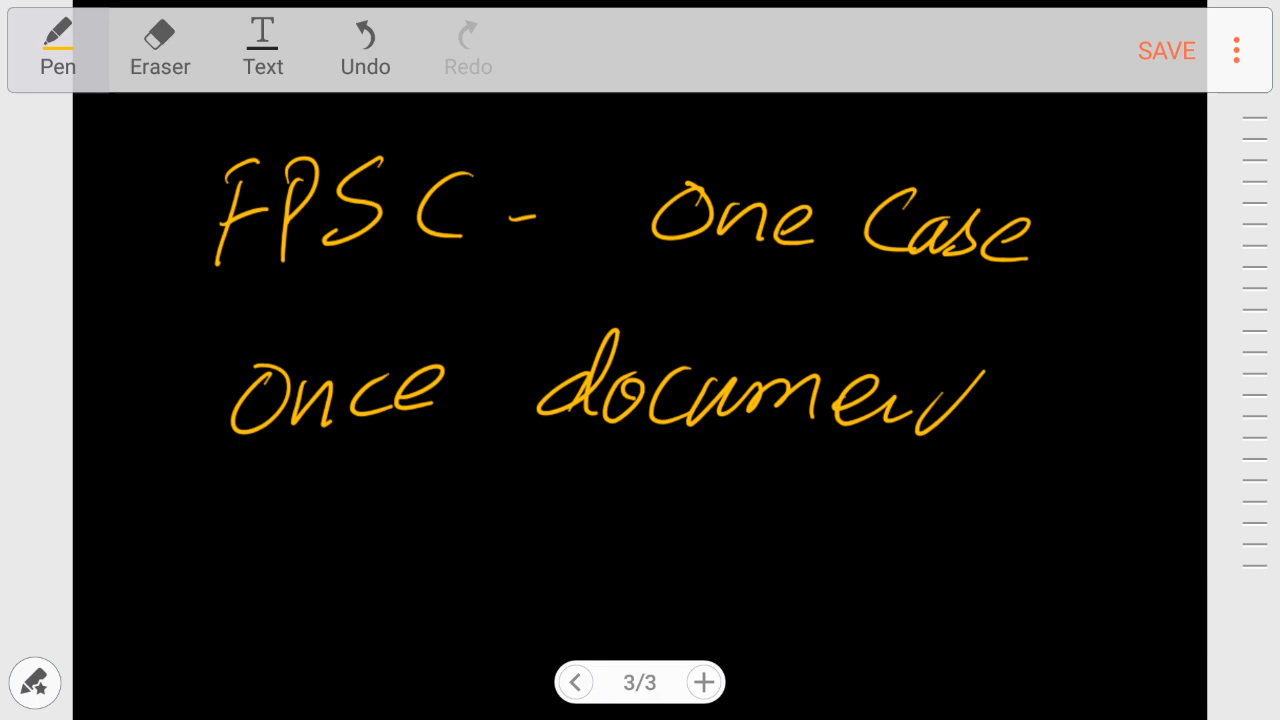 Pen Eraser Text Undo Redo SAVE
FPSC - One Case
Once document
3/3